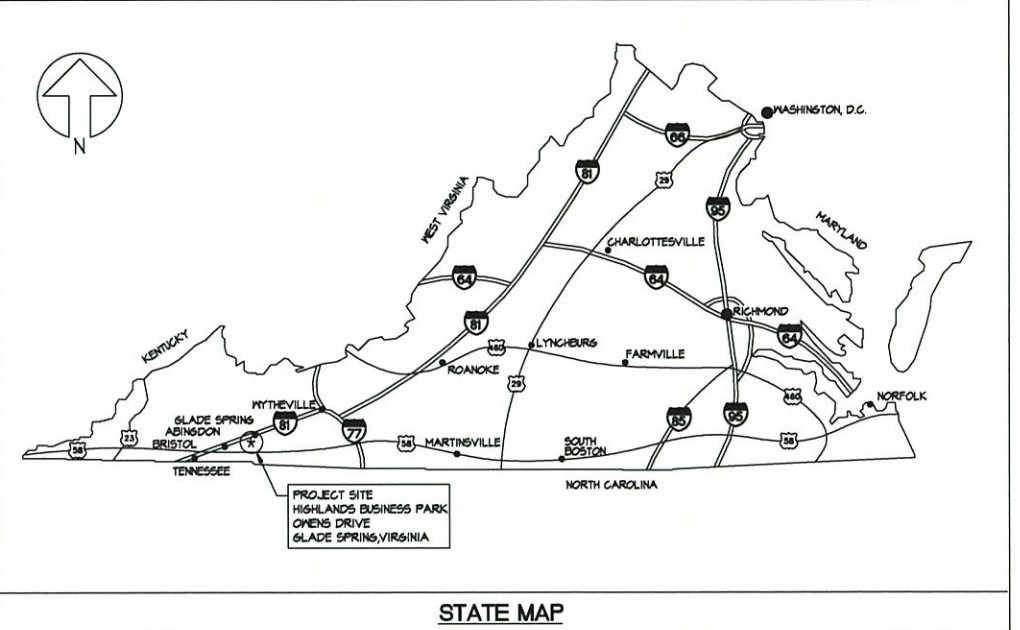 WASHINGTON, D.C.
N
66
81
29
WEST VIRGINIA
95
MARYLAND
CHARLOTTESVILLE
64
64
RICHMOND
81
64
KENTUCKY
LYNCHBURG
460
FARMVILLE
ROANOKE
29
460
NORFOLK
WYTHEVILLE
GLADE SPRING
81
85
95
ABINGDON
77
23
BRISTOL
*
58
58
MARTINSVILLE
SOUTH
BOSTON
58
TENNESSEE
NORTH CAROLINA
PROJECT SITE
HIGHLANDS BUSINESS PARK
OWENS DRIVE
GLADE SPRING,VIRGINIA
STATE MAP